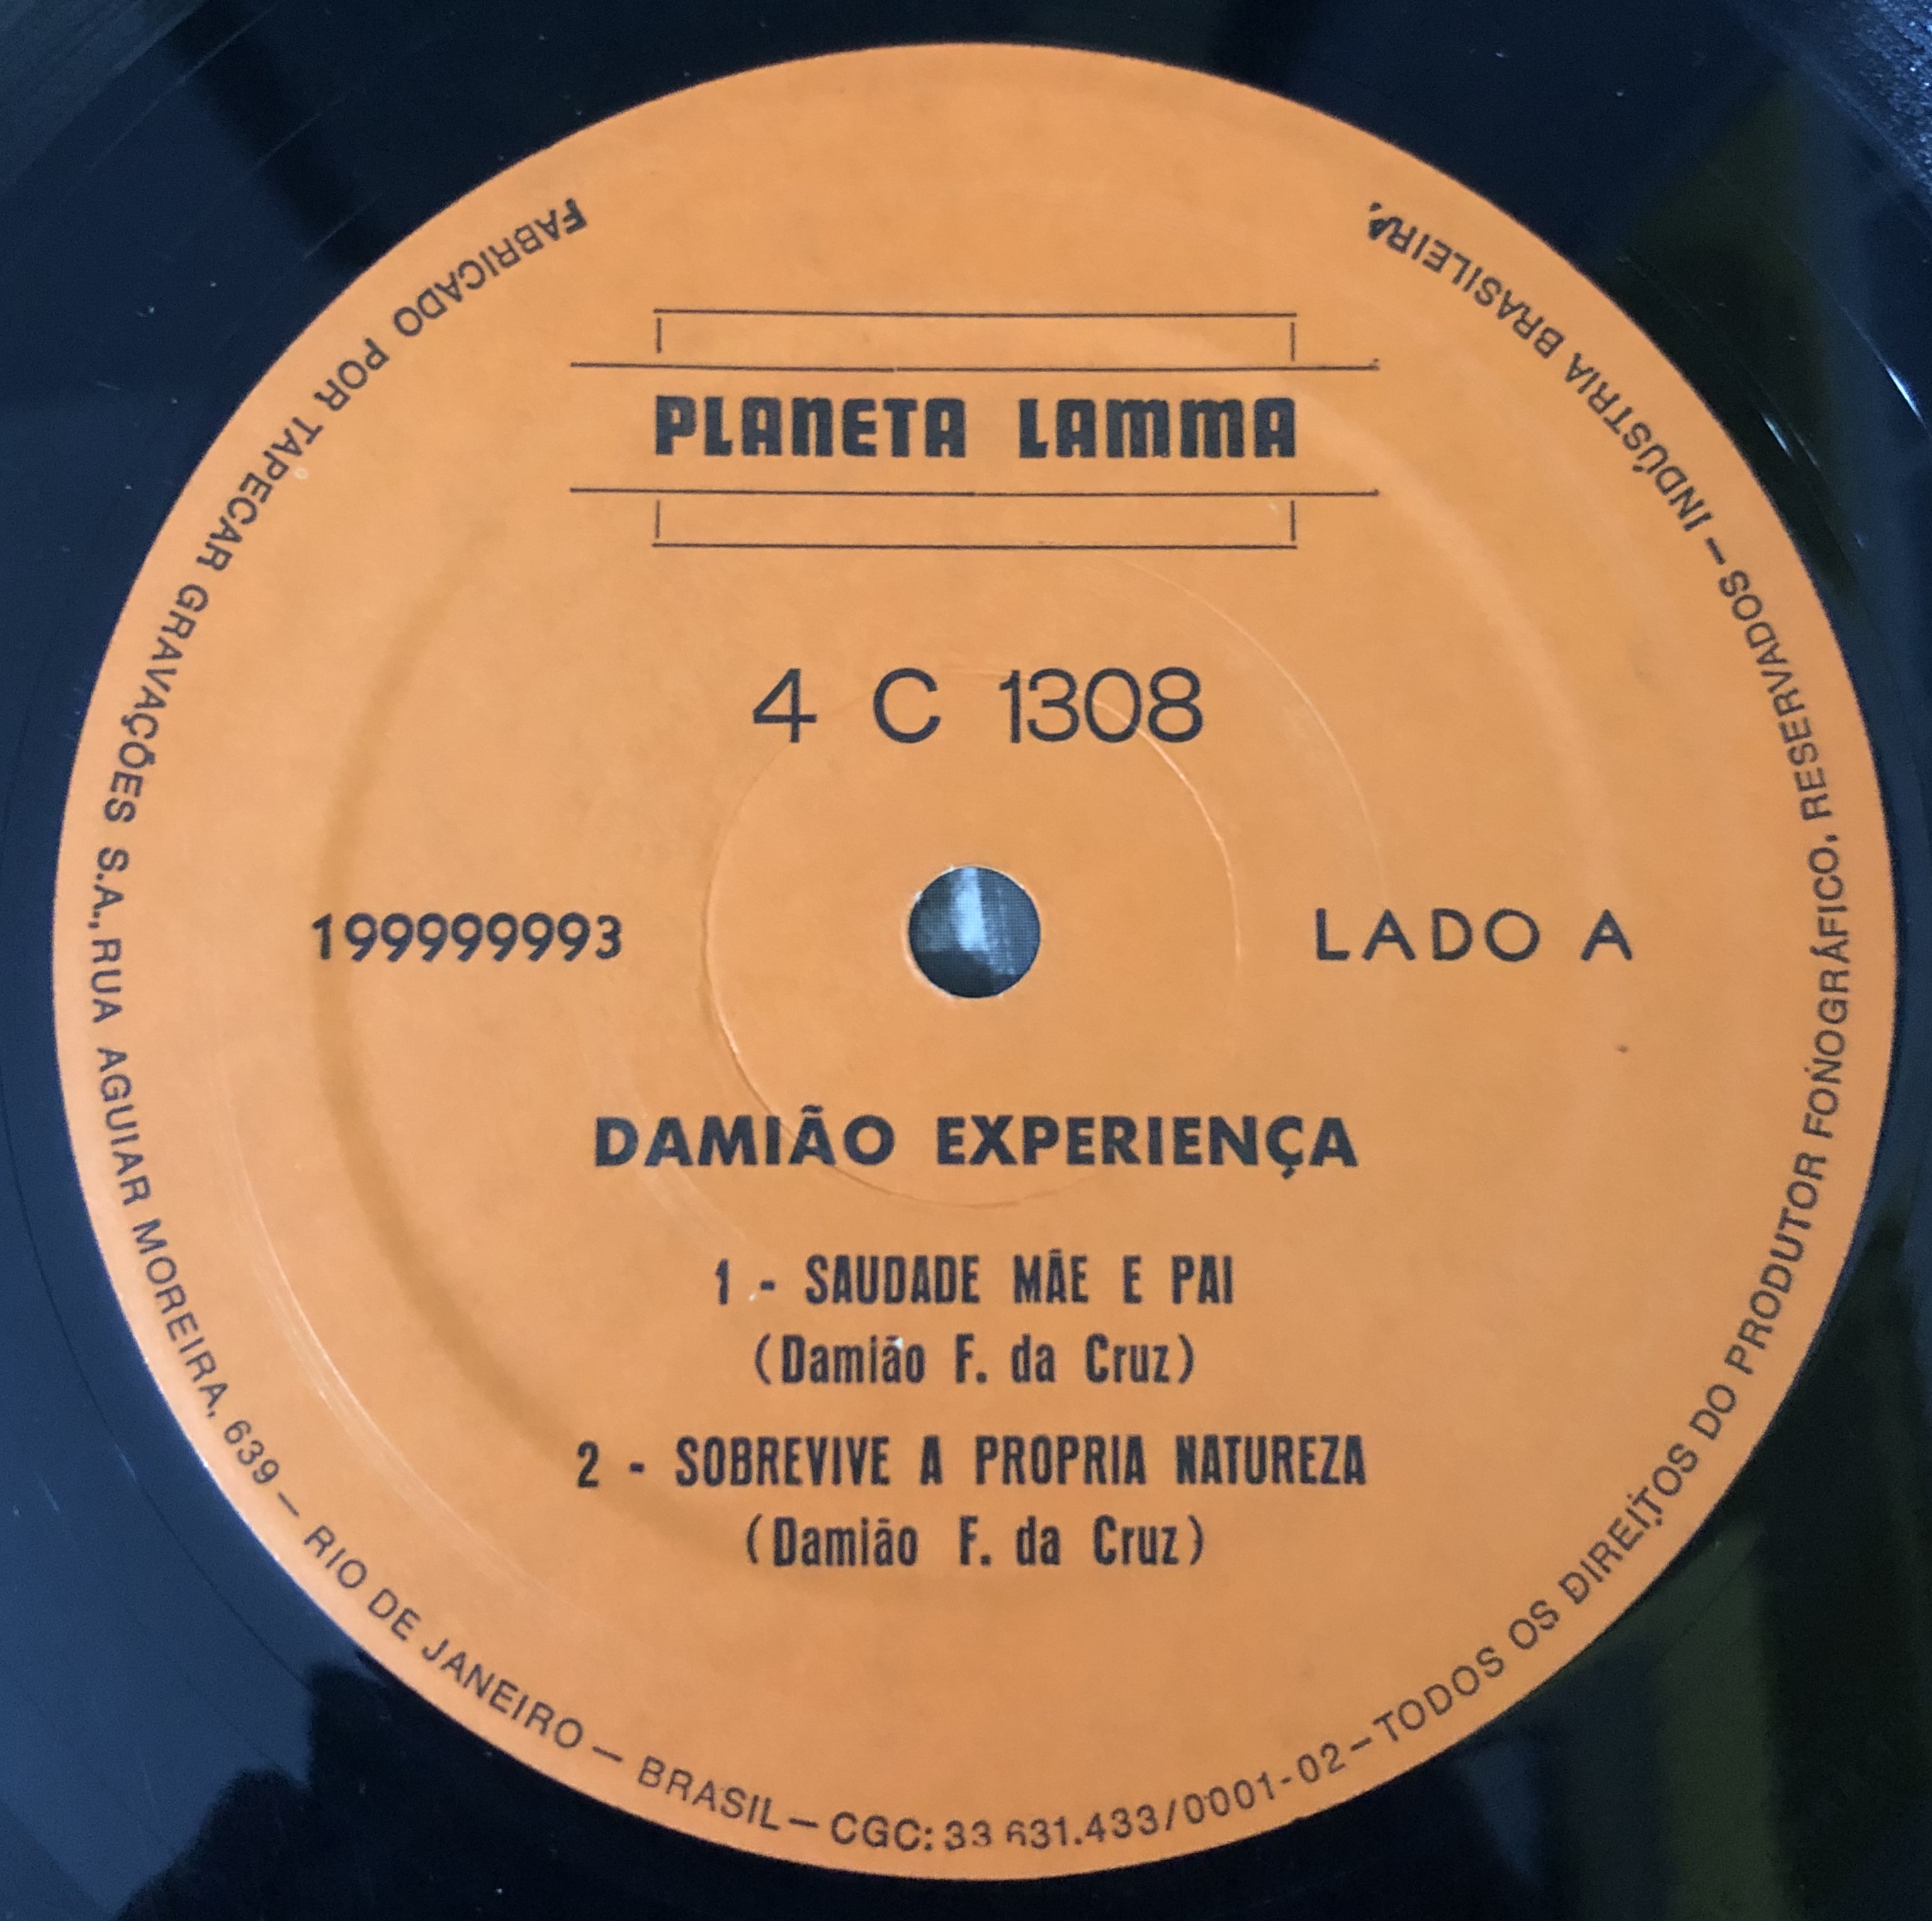 PLANETA LAMMA
4 C 1308
199999993
LADO A
DAMIÃO EXPERIENÇA
1 - SAUDADE MÃE E PAI
(Damião F. da Cruz)
2 - SOBREVIVE A PROPRIA NATUREZA
(Damião F. da Cruz)
FABRICADO POR TAPECAR GRAVAÇÕES S.A., RUA AGUIAR MOREIRA, 639 – RIO DE JANEIRO – BRASIL – CGC: 33 631.433/0001-02 – TODOS OS DIREITOS DO PRODUTOR FONOGRÁFICO, RESERVADOS – INDÚSTRIA BRASILEIRA.